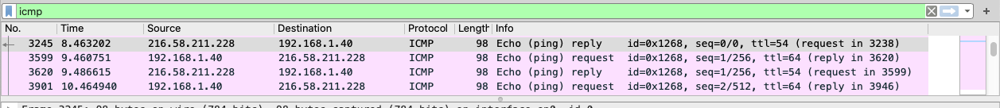 icmp
No. Time Source Destination Protocol Length Info
3245 8.463202 216.58.211.228 192.168.1.40 ICMP 98 Echo (ping) reply id=0x1268, seq=0/0, ttl=54 (request in 3238)
3599 9.460751 192.168.1.40 216.58.211.228 ICMP 98 Echo (ping) request id=0x1268, seq=1/256, ttl=64 (reply in 3620)
3620 9.486615 216.58.211.228 192.168.1.40 ICMP 98 Echo (ping) reply id=0x1268, seq=1/256, ttl=54 (request in 3599)
3901 10.464940 192.168.1.40 216.58.211.228 ICMP 98 Echo (ping) request id=0x1268, seq=2/512, ttl=64 (reply in 3946)
Frame 3245: 98 bytes on wire (784 bits), 98 bytes captured (784 bits) on interface en0, id 0